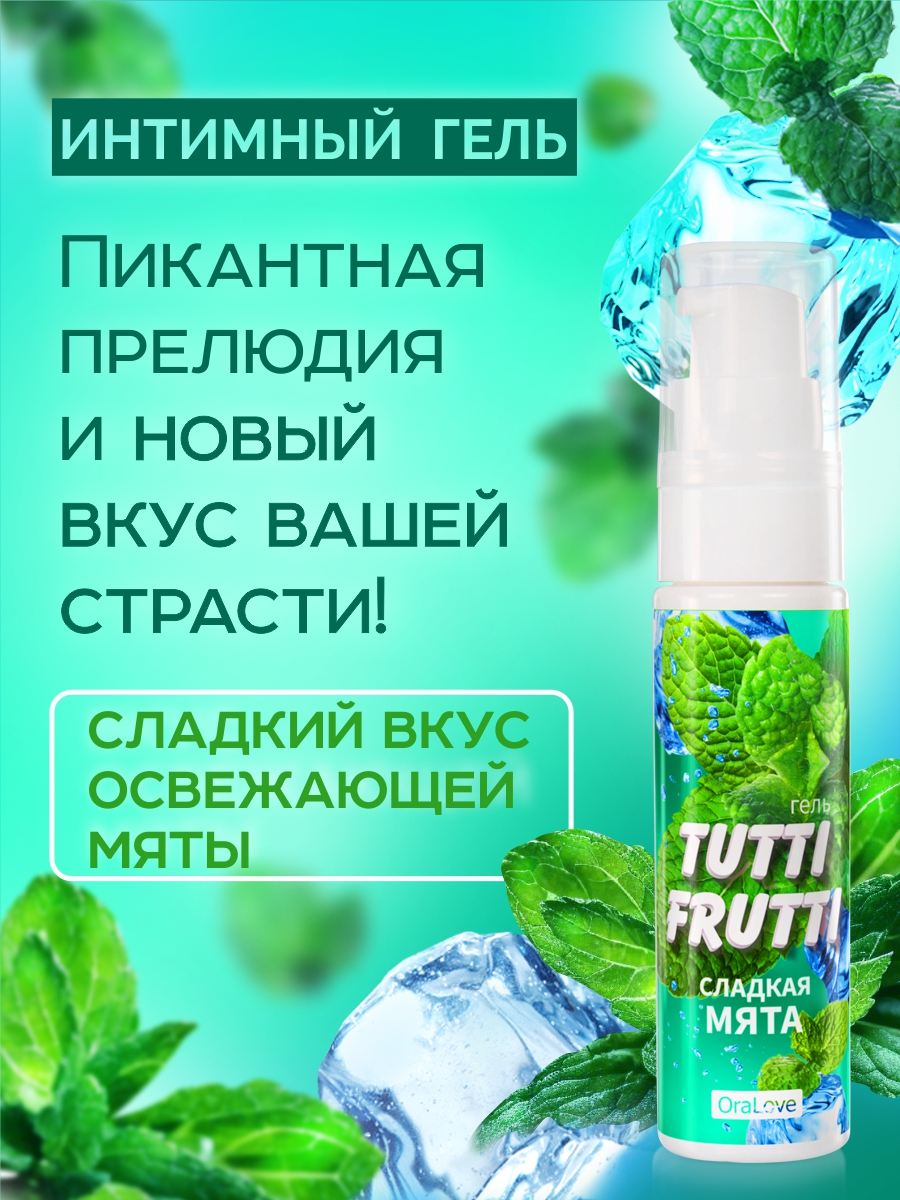 ИНТИМНЫЙ ГЕЛЬ
ПИКАНТНАЯ
ПРЕЛЮДИЯ
И НОВЫЙ
ВКУС ВАШЕЙ
СТРАСТИ!
СЛАДКИЙ ВКУС
ОСВЕЖАЮЩЕЙ
МЯТЫ
гель
TUTTI
FRUTTI
СЛАДКАЯ
МЯТА
OraLove